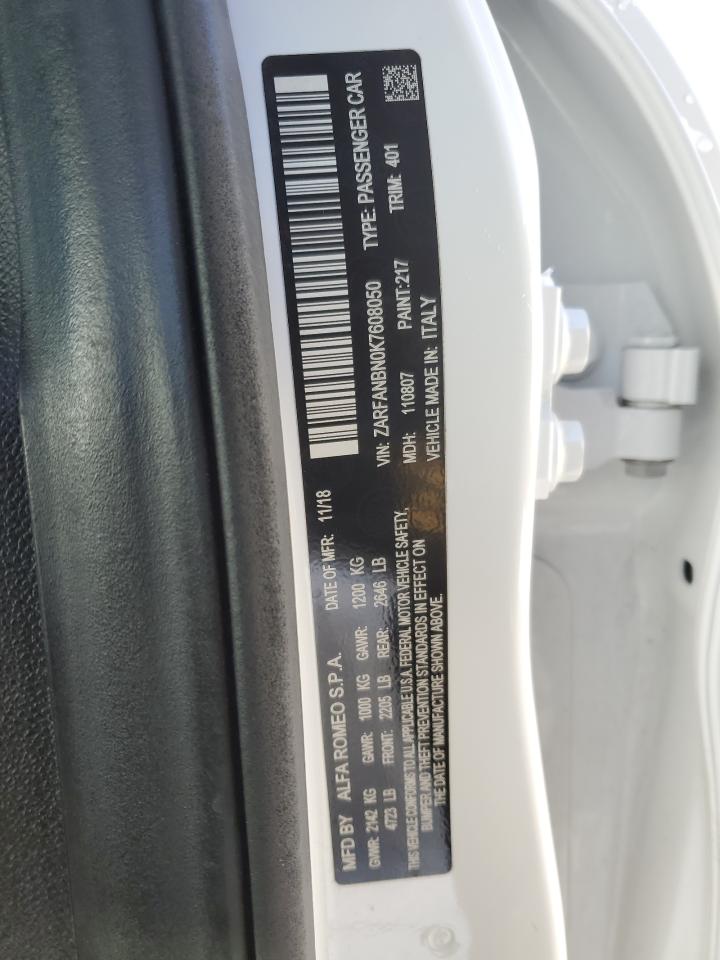 MFD BY ALFA ROMEO S.P.A. DATE OF MFR: 11/18
GVWR: 2142 KG GAWR: 1000 KG GAWR: 1200 KG
4723 LB FRONT: 2205 LB REAR: 2646 LB
THIS VEHICLE CONFORMS TO ALL APPLICABLE U.S.A. FEDERAL MOTOR VEHICLE SAFETY,
BUMPER AND THEFT PREVENTION STANDARDS IN EFFECT ON
THE DATE OF MANUFACTURE SHOWN ABOVE.
VIN: ZARFANBN0K7608050 TYPE: PASSENGER CAR
MDH: 110807 PAINT:217 TRIM: 401
VEHICLE MADE IN: ITALY